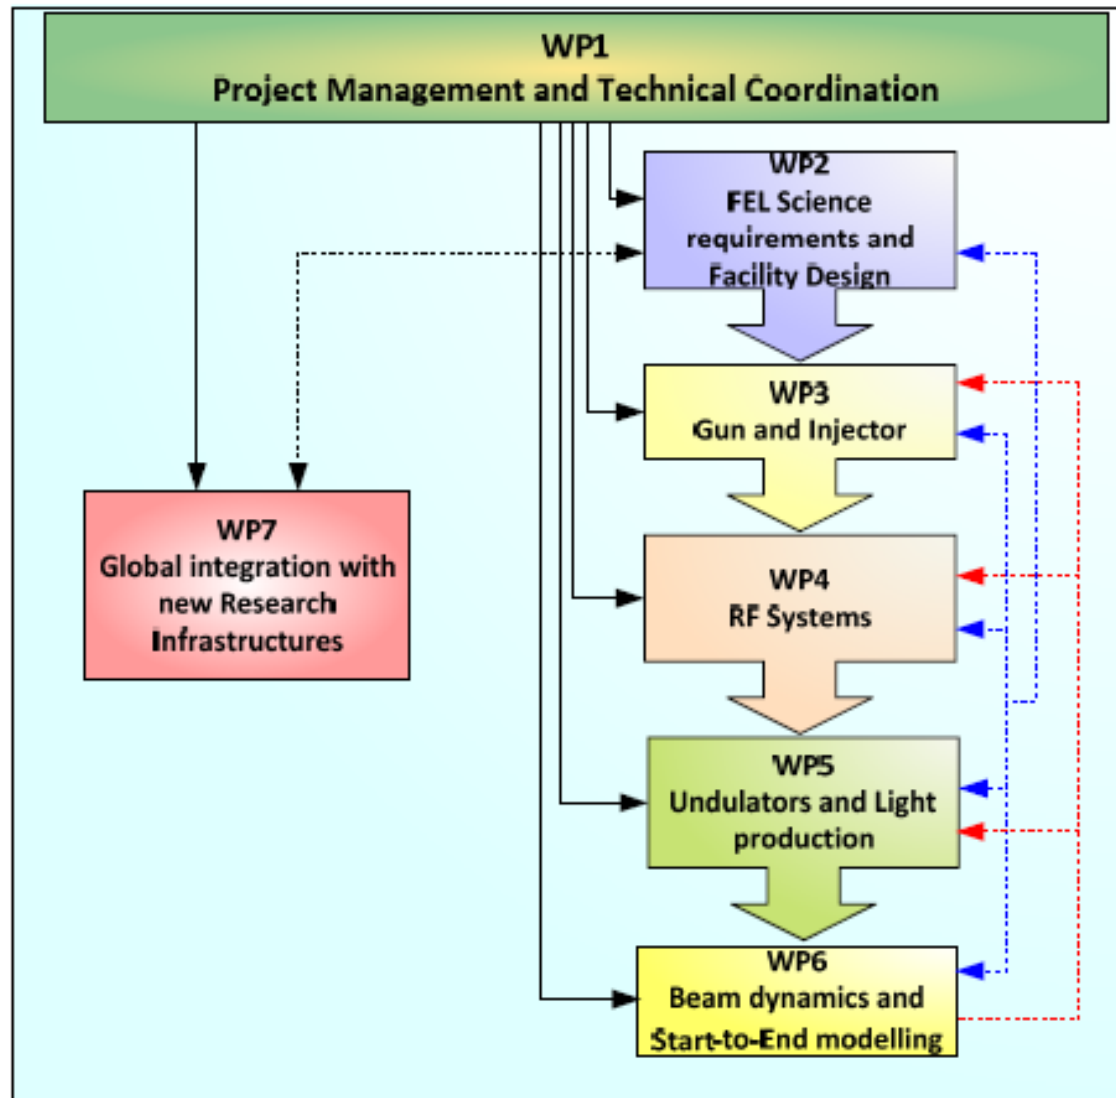 WP1
Project Management and Technical Coordination
WP2
FEL Science
requirements and
Facility Design
WP3
Gun and Injector
WP4
RF Systems
WP7
Global integration with
new Research
Infrastructures
WP5
Undulators and Light
production
WP6
Beam dynamics and
Start-to-End modelling